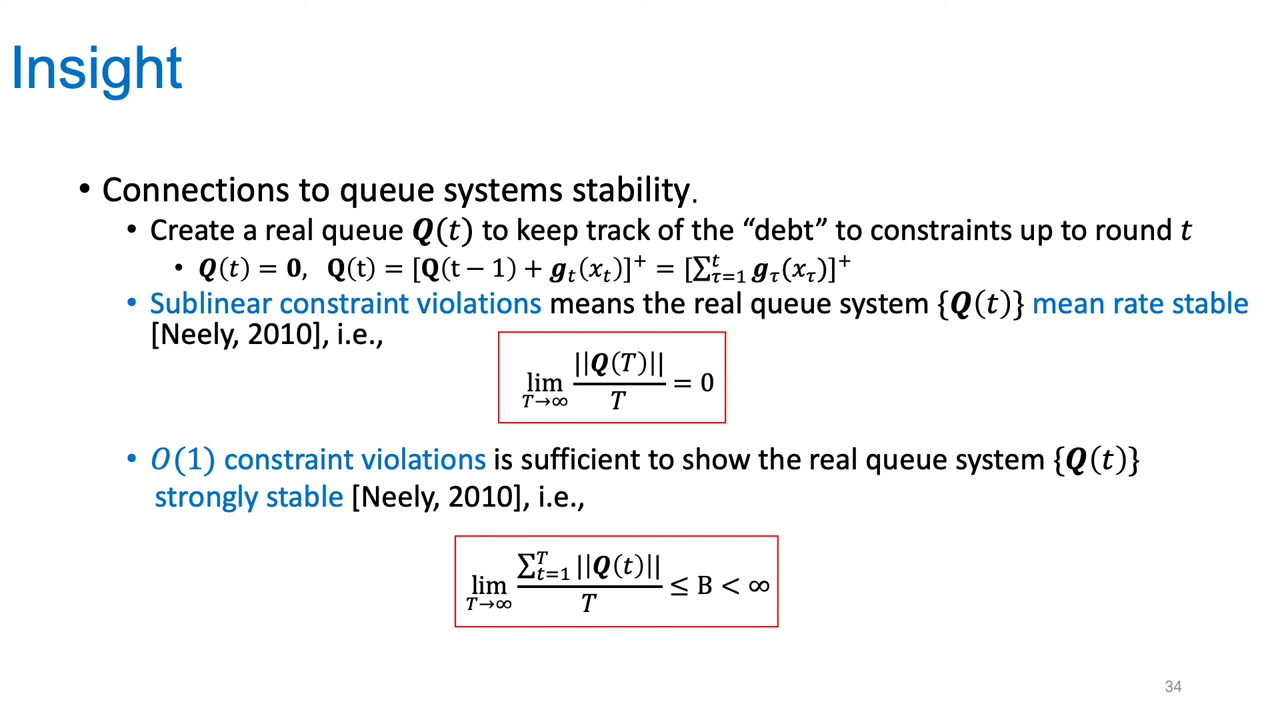 Insight
• Connections to queue systems stability.
• Create a real queue Q(t) to keep track of the “debt” to constraints up to round t
• Q(t) = 0, Q(t) = [Q(t − 1) + g_t(x_t)]^+ = [∑_{τ=1}^{t} g_τ(x_τ)]^+
• Sublinear constraint violations means the real queue system {Q(t)} mean rate stable
[Neely, 2010], i.e.,
lim_{T→∞} ||Q(T)|| / T = 0
• O(1) constraint violations is sufficient to show the real queue system {Q(t)}
strongly stable [Neely, 2010], i.e.,
lim_{T→∞} ∑_{t=1}^{T} ||Q(t)|| / T ≤ B < ∞
34